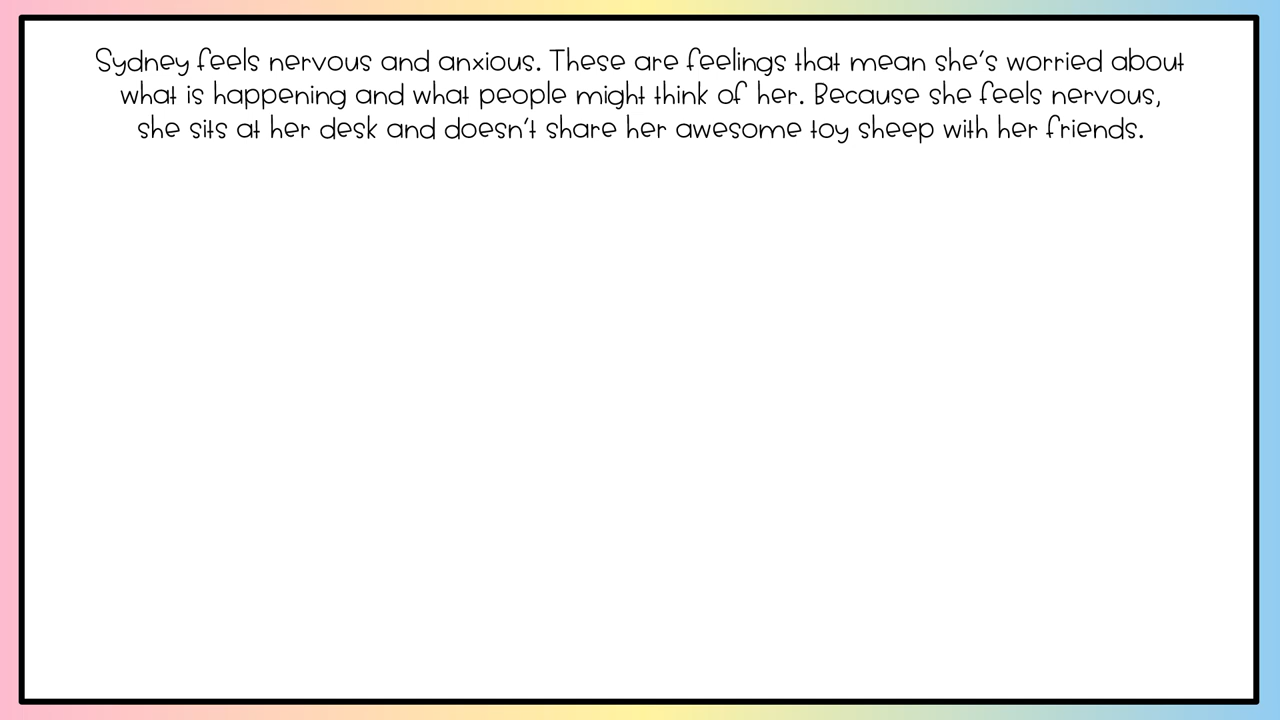 Sydney feels nervous and anxious. These are feelings that mean she's worried about
what is happening and what people might think of her. Because she feels nervous,
she sits at her desk and doesn't share her awesome toy sheep with her friends.